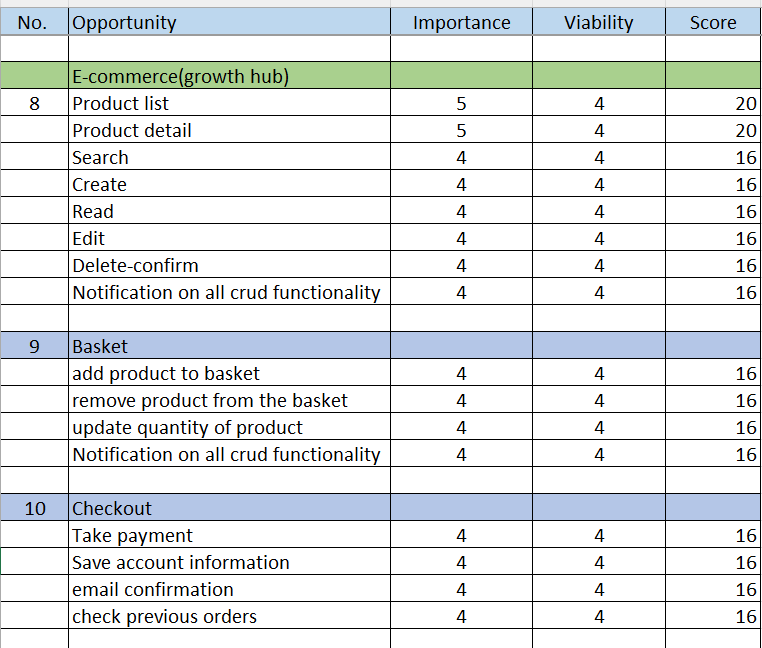 No. Opportunity Importance Viability Score
E-commerce(growth hub)
8 Product list 5 4 20
Product detail 5 4 20
Search 4 4 16
Create 4 4 16
Read 4 4 16
Edit 4 4 16
Delete-confirm 4 4 16
Notification on all crud functionality 4 4 16
9 Basket
add product to basket 4 4 16
remove product from the basket 4 4 16
update quantity of product 4 4 16
Notification on all crud functionality 4 4 16
10 Checkout
Take payment 4 4 16
Save account information 4 4 16
email confirmation 4 4 16
check previous orders 4 4 16